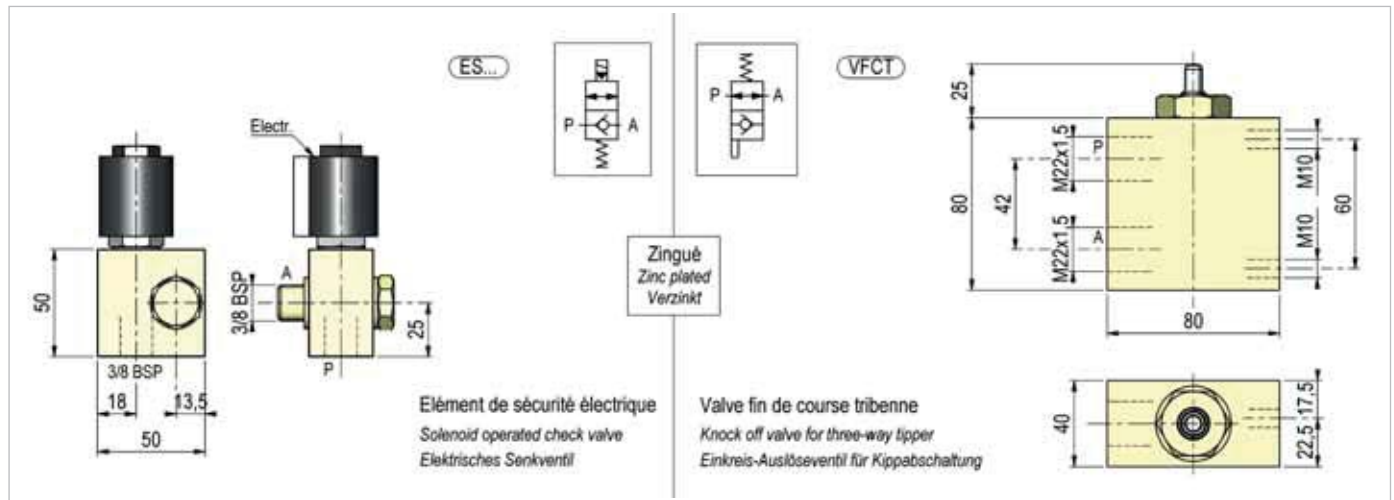 ES...
P
A
Electr.
50
A
3/8 BSP
25
3/8 BSP
P
18
13,5
50
Elément de sécurité électrique
Solenoid operated check valve
Elektrisches Senkventil
Zinguè
Zinc plated
Verzinkt
P
A
VFCT
25
80
42
M22x1,5
P
M22x1,5
A
M10
M10
60
80
Valve fin de course tribenne
Knock off valve for three-way tipper
Einkreis-Auslöseventil für Kippabschaltung
40
17,5
22,5